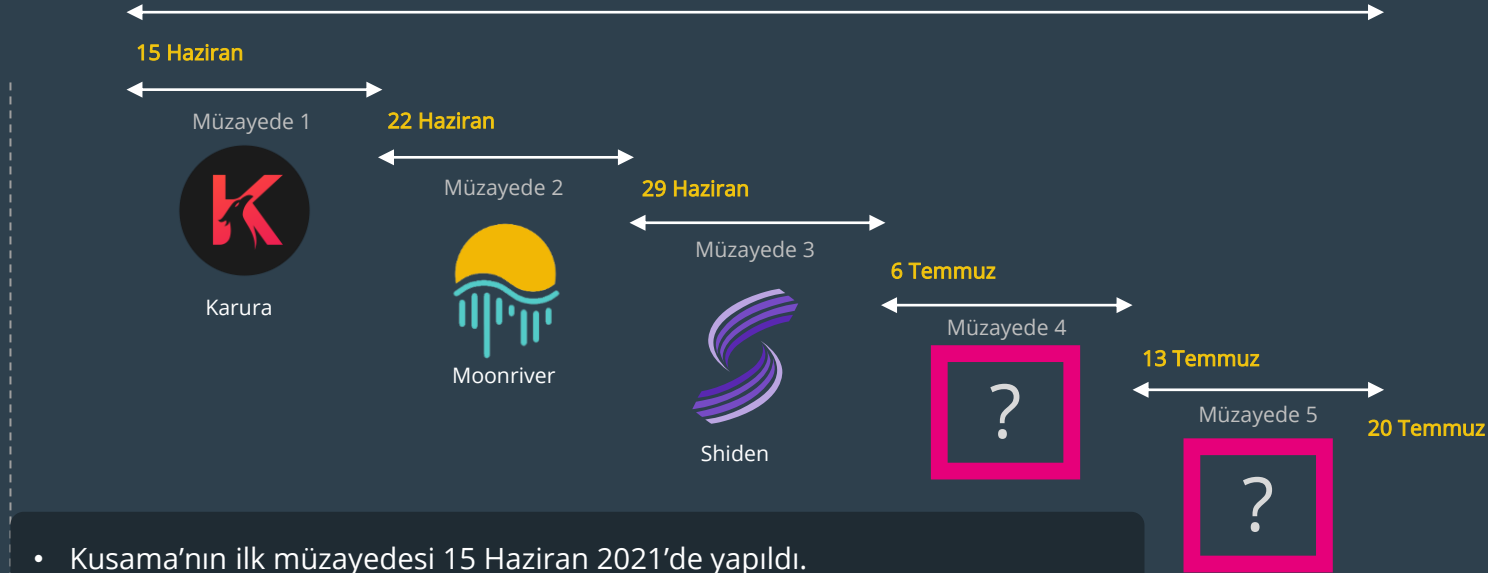 15 Haziran
Müzayede 1
Karura
22 Haziran
Müzayede 2
Moonriver
29 Haziran
Müzayede 3
Shiden
6 Temmuz
Müzayede 4
?
13 Temmuz
Müzayede 5
?
20 Temmuz
• Kusama’nın ilk müzayedesi 15 Haziran 2021’de yapıldı.